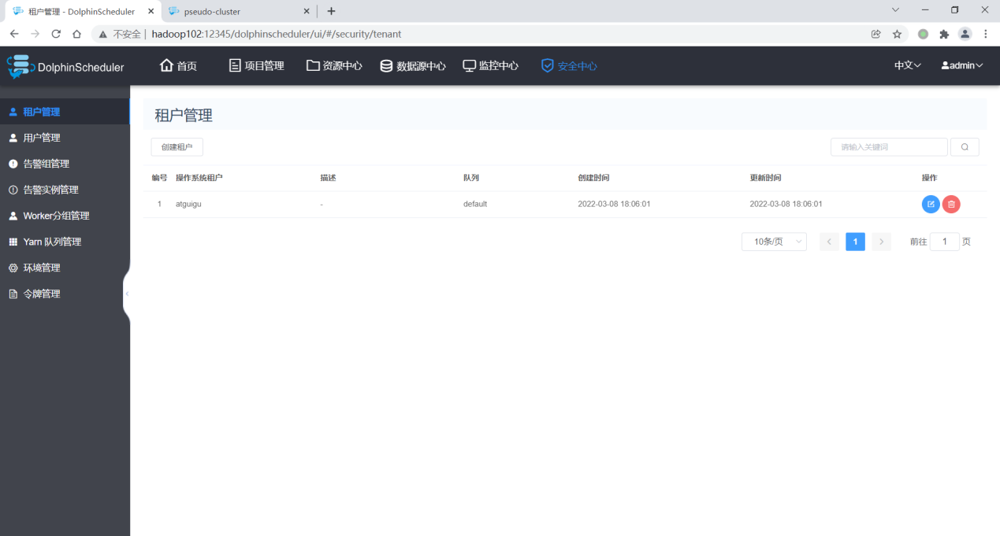 租户管理 - DolphinScheduler
pseudo-cluster
不安全 | hadoop102:12345/dolphinscheduler/ui/#/security/tenant
DolphinScheduler 首页 项目管理 资源中心 数据源中心 监控中心 安全中心 中文 admin
租户管理
用户管理
告警组管理
告警实例管理
Worker分组管理
Yarn 队列管理
环境管理
令牌管理
租户管理
创建租户 请输入关键词
编号 操作系统租户 描述 队列 创建时间 更新时间 操作
1 atguigu - default 2022-03-08 18:06:01 2022-03-08 18:06:01
10条/页 1 前往 1 页